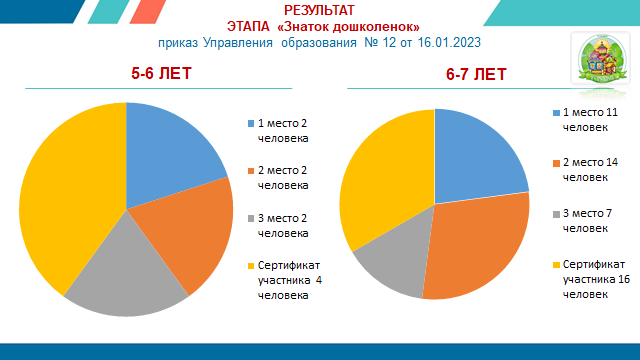 РЕЗУЛЬТАТ
ЭТАПА «Знаток дошколенок»
приказ Управления образования № 12 от 16.01.2023
5-6 ЛЕТ
6-7 ЛЕТ
1 место 2
человека
2 место 2
человека
3 место 2
человека
Сертификат
участника 4
человека
1 место 11
человек
2 место 14
человек
3 место 7
человек
Сертификат
участника 16
человек